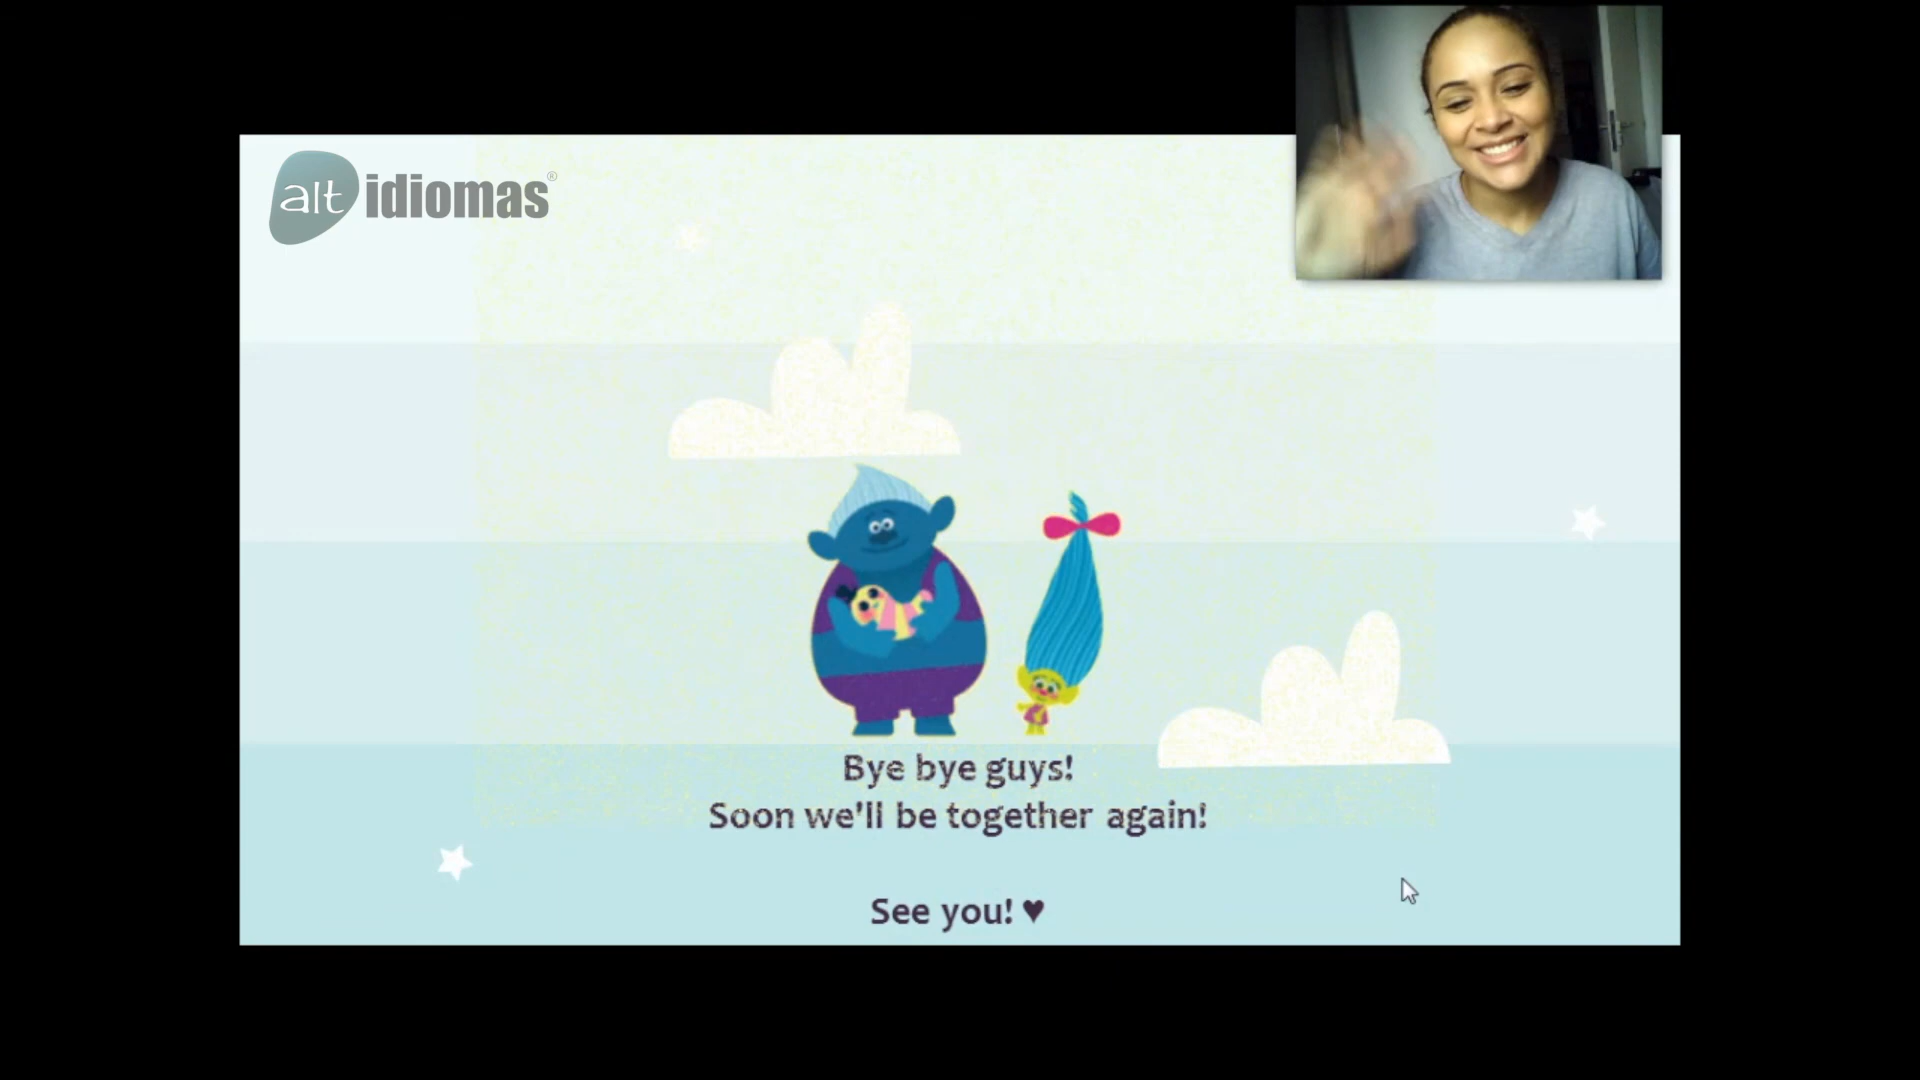 alt idiomas®
Bye bye guys!
Soon we'll be together again!
See you! ♥